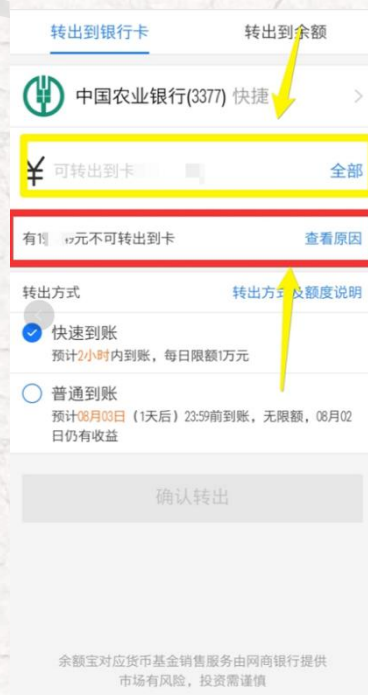 转出到银行卡
转出到余额
中国农业银行(3377) 快捷
¥ 可转出到卡 全部
元不可转出到卡 查看原因
转出方式 转出方式及额度说明
快速到账
预计2小时内到账，每日限额1万元
普通到账
预计08月03日（1天后）23:59前到账，无限额，08月02
日仍有收益
确认转出
余额宝对应货币基金销售服务由网商银行提供
市场有风险，投资需谨慎